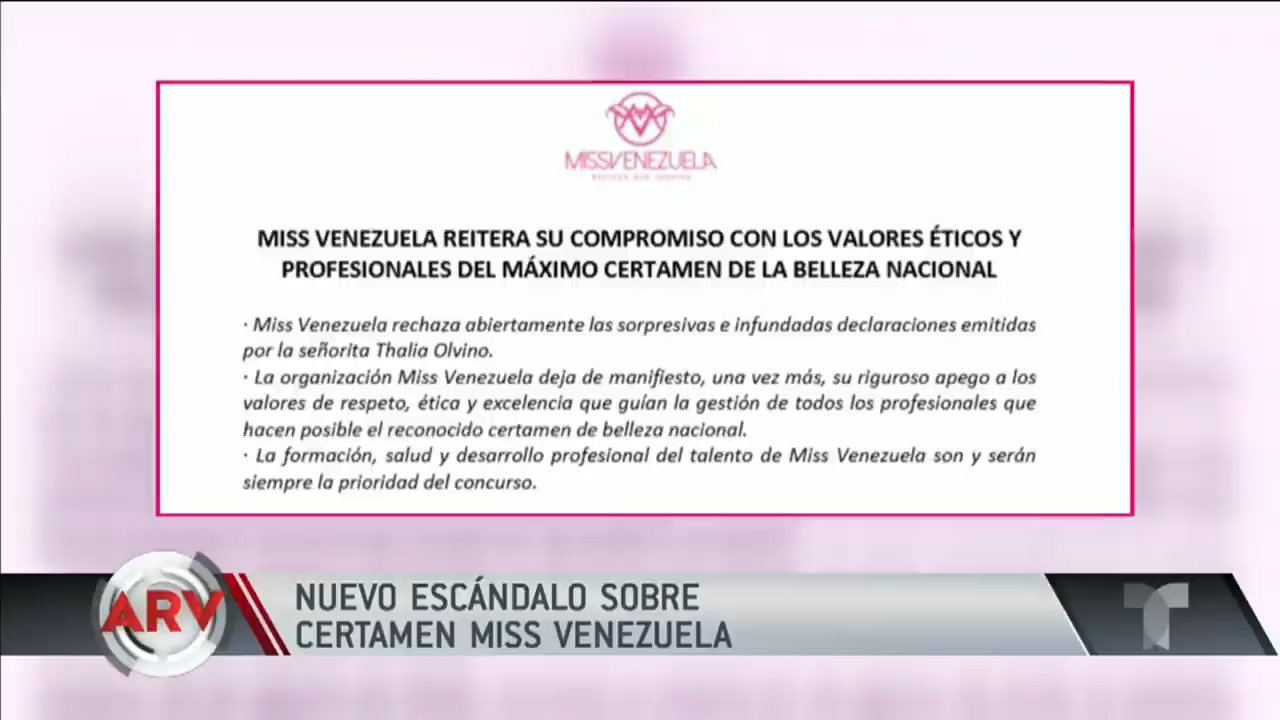 MISSVENEZUELA
MISS VENEZUELA REITERA SU COMPROMISO CON LOS VALORES ÉTICOS Y
PROFESIONALES DEL MÁXIMO CERTAMEN DE LA BELLEZA NACIONAL
· Miss Venezuela rechaza abiertamente las sorpresivas e infundadas declaraciones emitidas
por la señorita Thalia Olvino.
· La organización Miss Venezuela deja de manifiesto, una vez más, su riguroso apego a los
valores de respeto, ética y excelencia que guían la gestión de todos los profesionales que
hacen posible el reconocido certamen de belleza nacional.
· La formación, salud y desarrollo profesional del talento de Miss Venezuela son y serán
siempre la prioridad del concurso.
ARV
NUEVO ESCÁNDALO SOBRE
CERTAMEN MISS VENEZUELA